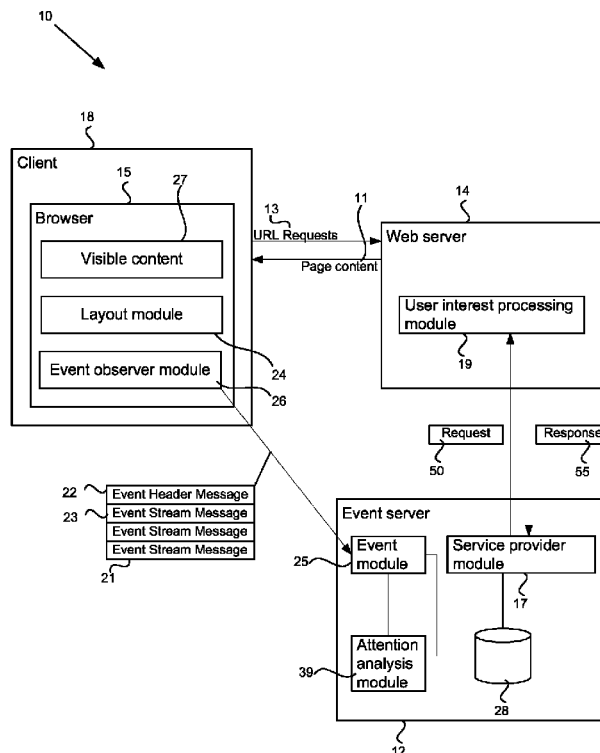 10
18
Client
15
27
Browser
Visible content
Layout module
24
Event observer module
26
13
11
URL Requests
Page content
14
Web server
User interest processing
module
19
Request
50
Response
55
22
Event Header Message
23
Event Stream Message
Event Stream Message
Event Stream Message
21
Event server
25
Event
module
Service provider
module
17
39
Attention
analysis
module
28
12